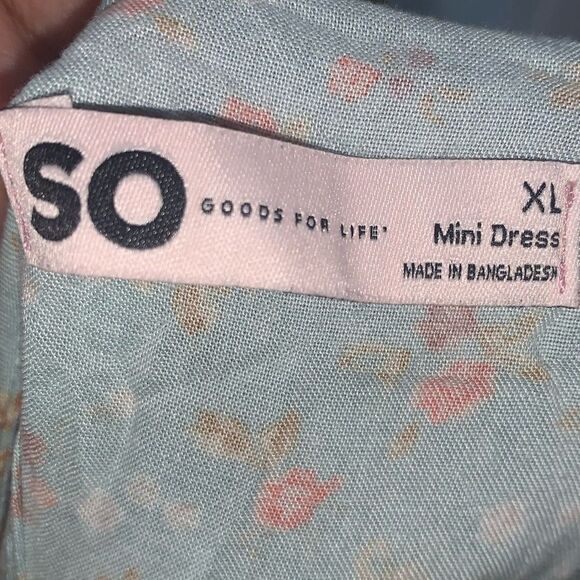 SO GOODS FOR LIFE®
XL
Mini Dress
MADE IN BANGLADESH